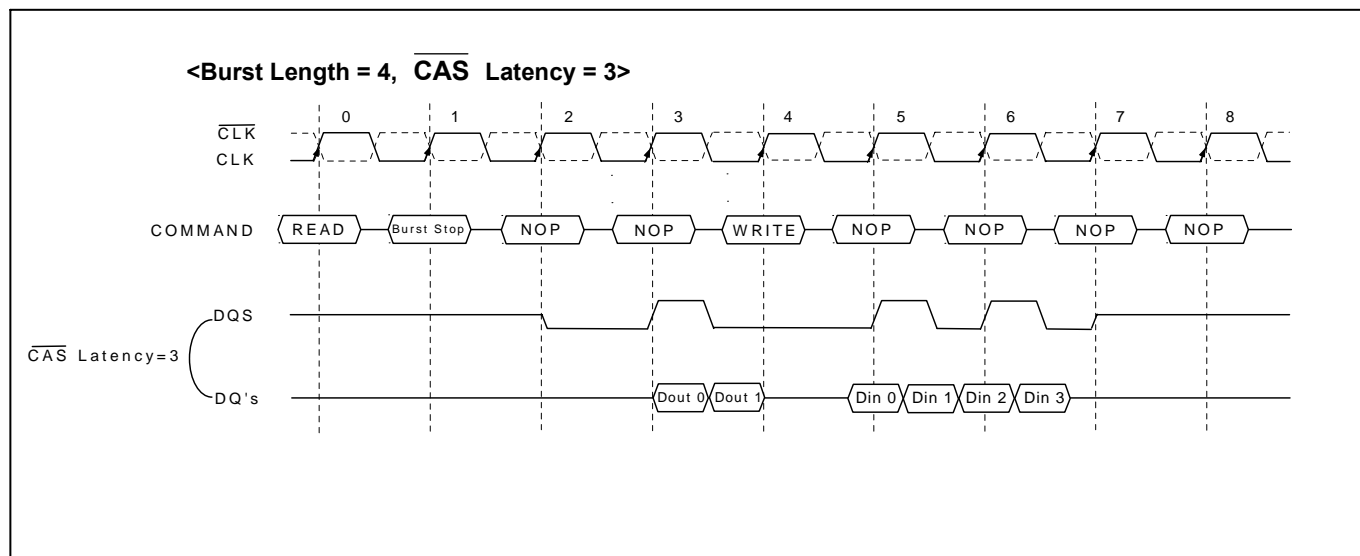 <Burst Length = 4, CAS Latency = 3>
0 1 2 3 4 5 6 7 8
CLK
CLK
COMMAND READ Burst Stop NOP NOP WRITE NOP NOP NOP NOP
DQS
CAS Latency=3
DQ's Dout 0 Dout 1 Din 0 Din 1 Din 2 Din 3